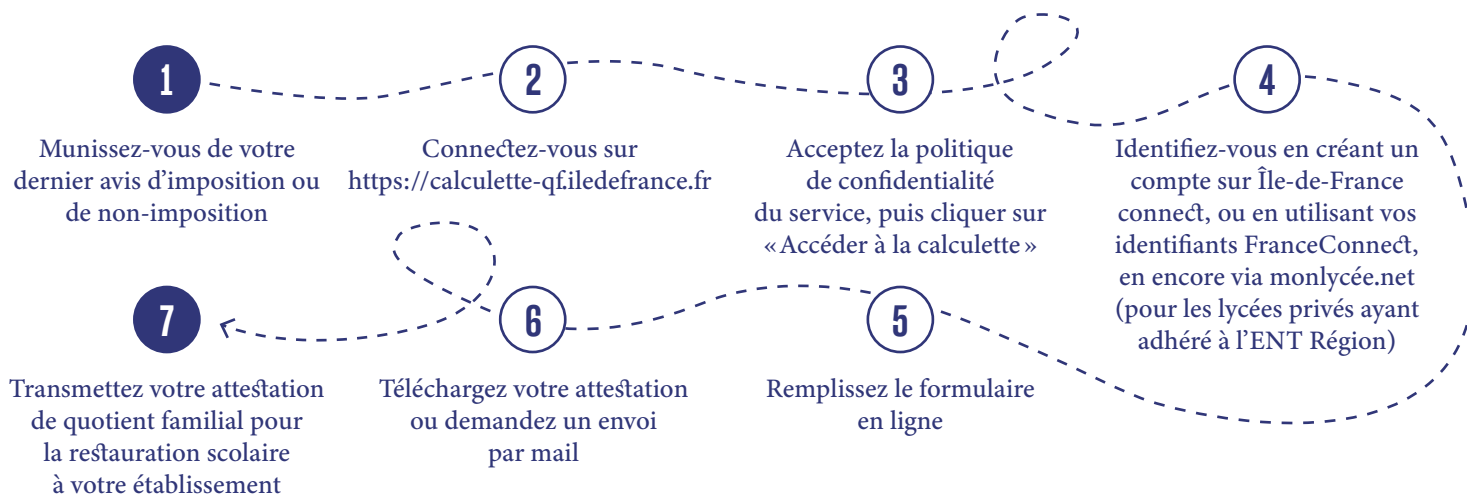 1
Munissez-vous de votre
dernier avis d'imposition ou
de non-imposition
2
Connectez-vous sur
https://calculette-qf.iledefrance.fr
3
Acceptez la politique
de confidentialité
du service, puis cliquer sur
« Accéder à la calculette »
4
Identifiez-vous en créant un
compte sur Île-de-France
connect, ou en utilisant vos
identifiants FranceConnect,
en encore via monlycée.net
(pour les lycées privés ayant
adhéré à l'ENT Région)
5
Remplissez le formulaire
en ligne
6
Téléchargez votre attestation
ou demandez un envoi
par mail
7
Transmettez votre attestation
de quotient familial pour
la restauration scolaire
à votre établissement